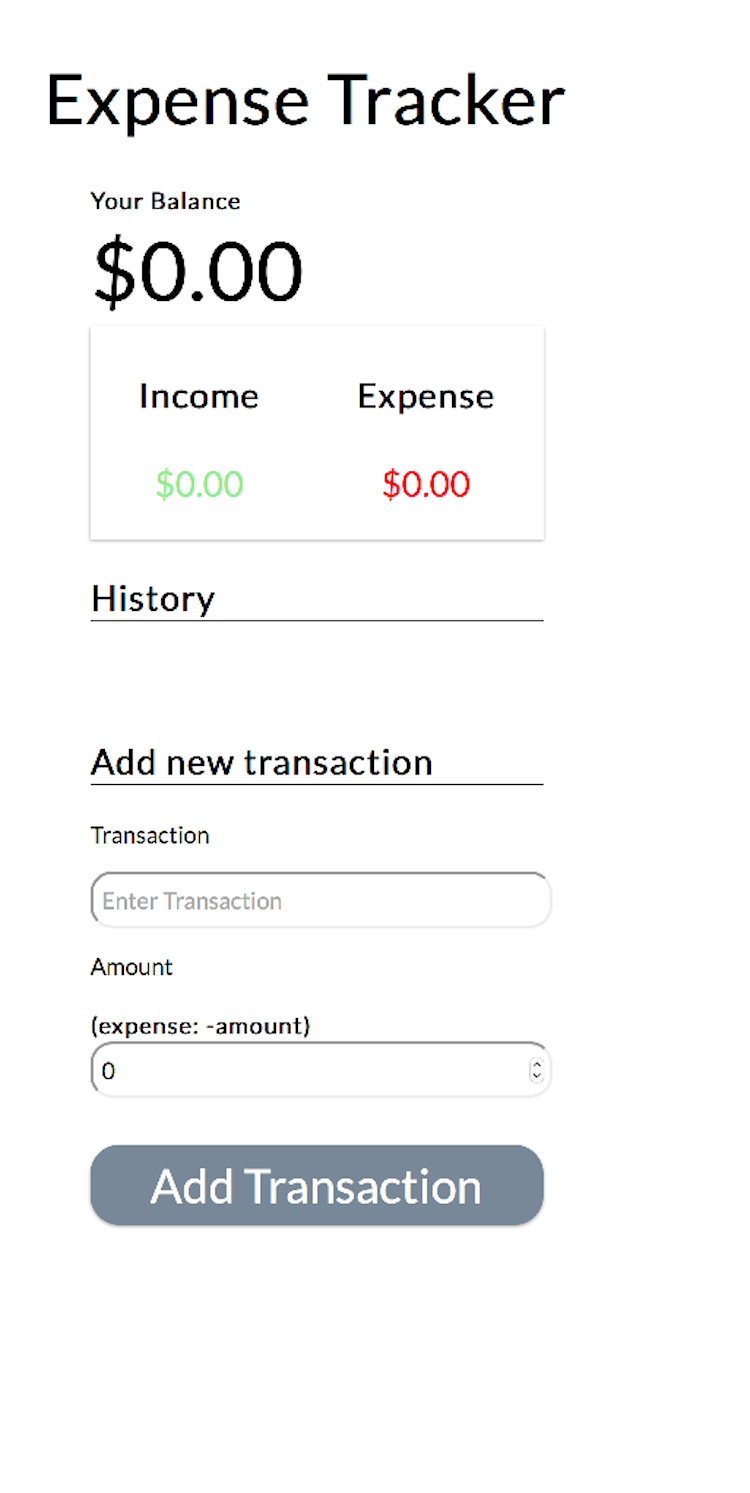 Expense Tracker
Your Balance
$0.00
Income Expense
$0.00 $0.00
History
Add new transaction
Transaction
Enter Transaction
Amount
(expense: -amount)
0
Add Transaction